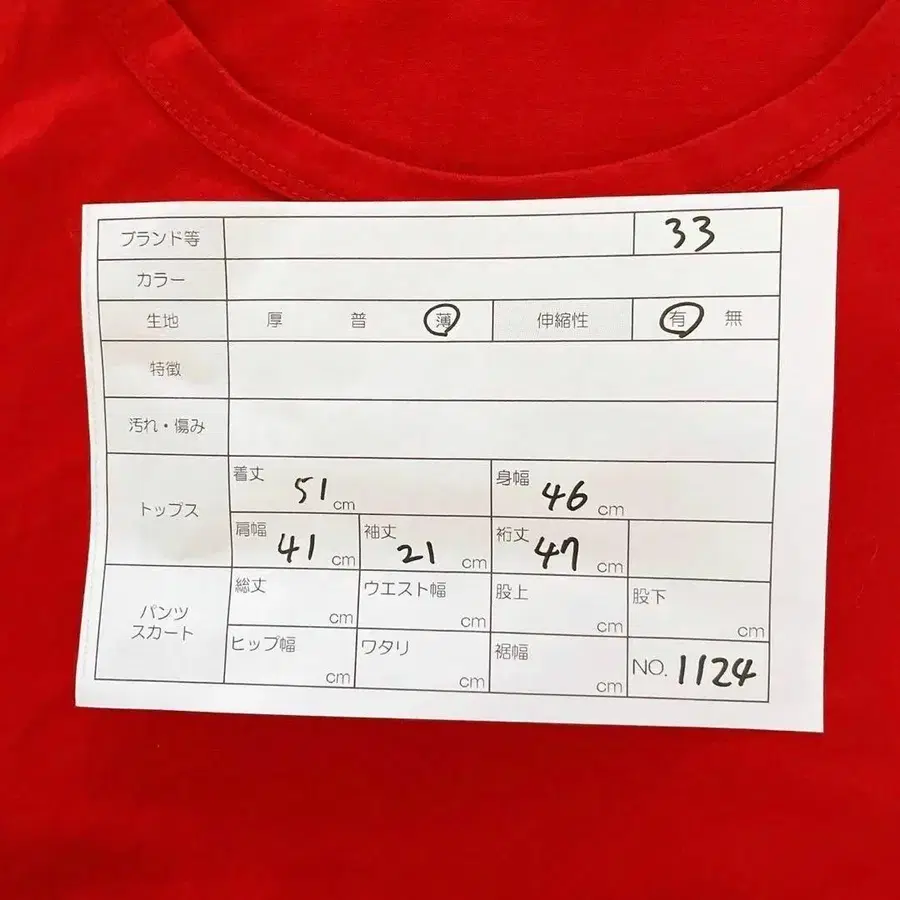 ブランド等 33
カラー
生地 厚 普 薄 伸縮性 有 無
特徴
汚れ・傷み
トップス
着丈 51 cm 身幅 46 cm
肩幅 41 cm 袖丈 21 cm 裄丈 47 cm
パンツ
スカート
総丈 cm ウエスト幅 cm 股上 cm 股下 cm
ヒップ幅 cm ワタリ cm 裾幅 cm NO. 1124